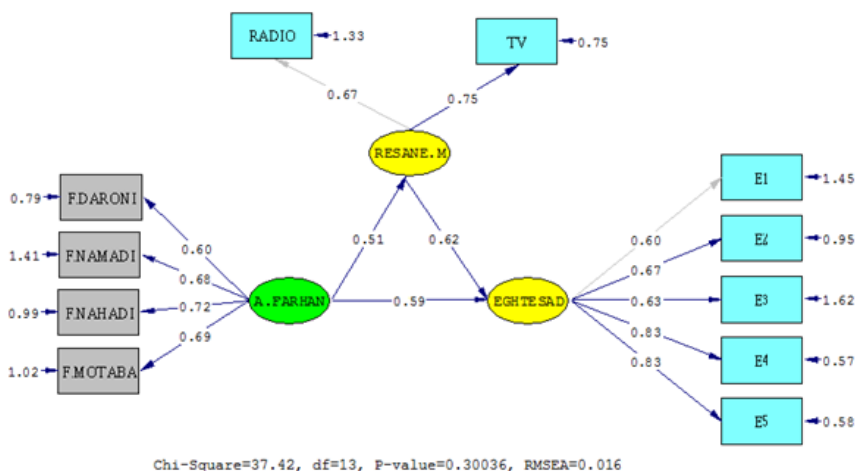 RADIO
1.33
TV
0.75
0.67
0.75
RESANE.M
E1
1.45
0.79
F.DARONI
0.60
0.51
0.62
0.60
E2
0.95
1.41
F.NAMADI
0.68
0.67
A.FARHAN
0.59
EGHTESAD
0.63
E3
1.62
0.99
F.NAHADI
0.72
0.69
0.83
E4
0.57
1.02
F.MOTABA
0.83
E5
0.58
Chi-Square=37.42, df=13, P-value=0.30036, RMSEA=0.016